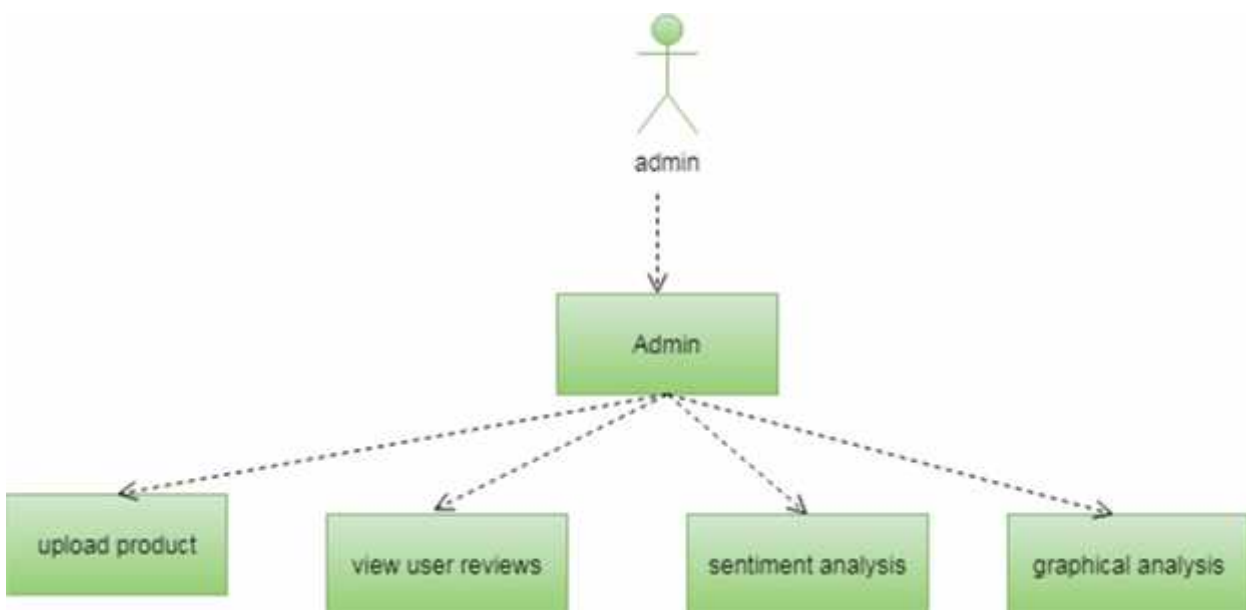 admin
Admin
upload product
view user reviews
sentiment analysis
graphical analysis